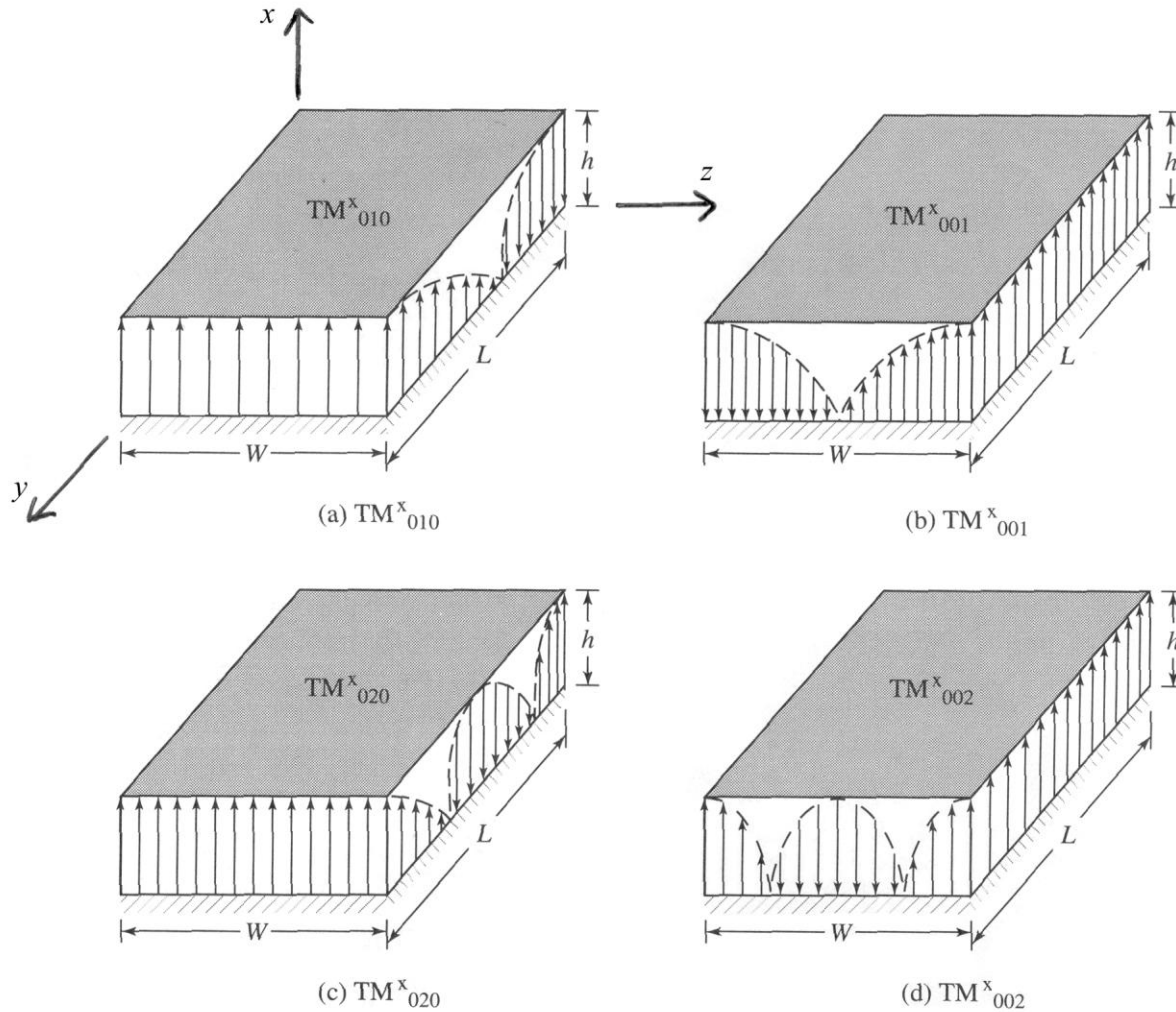 x
TM^x_010
h
z
L
W
y
(a) TM^x_010
TM^x_001
h
L
W
(b) TM^x_001
TM^x_020
h
L
W
(c) TM^x_020
TM^x_002
h
L
W
(d) TM^x_002